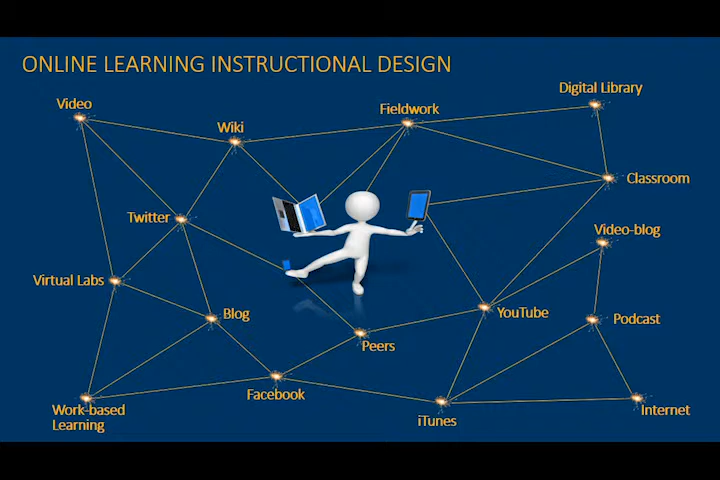 ONLINE LEARNING INSTRUCTIONAL DESIGN
Digital Library
Video
Fieldwork
Wiki
Classroom
Twitter
Video-blog
Virtual Labs
Blog
YouTube
Podcast
Peers
Facebook
Work-based
Learning
iTunes
Internet